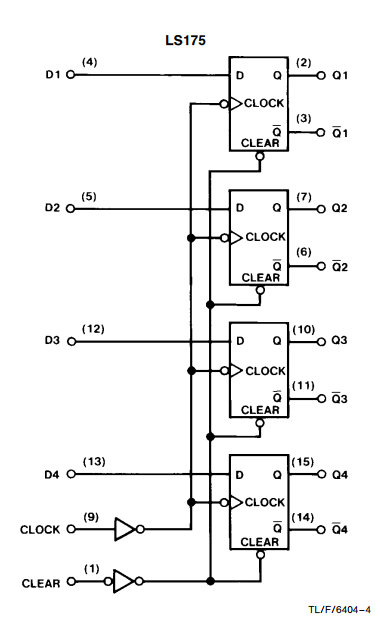 LS175
D1 (4) D Q (2) Q1
CLOCK (3)
Q̅ Q̅1
CLEAR
D2 (5) D Q (7) Q2
CLOCK (6)
Q̅ Q̅2
CLEAR
D3 (12) D Q (10) Q3
CLOCK (11)
Q̅ Q̅3
CLEAR
D4 (13) D Q (15) Q4
CLOCK (14)
CLOCK (9) Q̅ Q̅4
CLEAR
CLEAR (1)
TL/F/6404–4